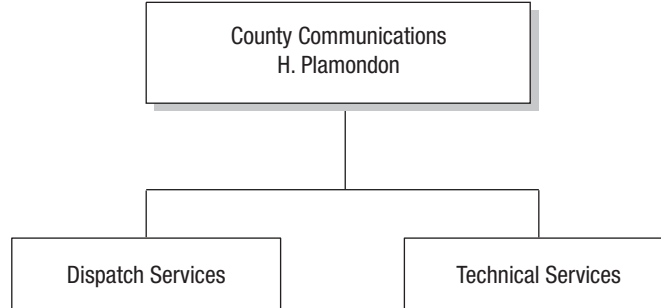 County Communications
H. Plamondon
Dispatch Services
Technical Services